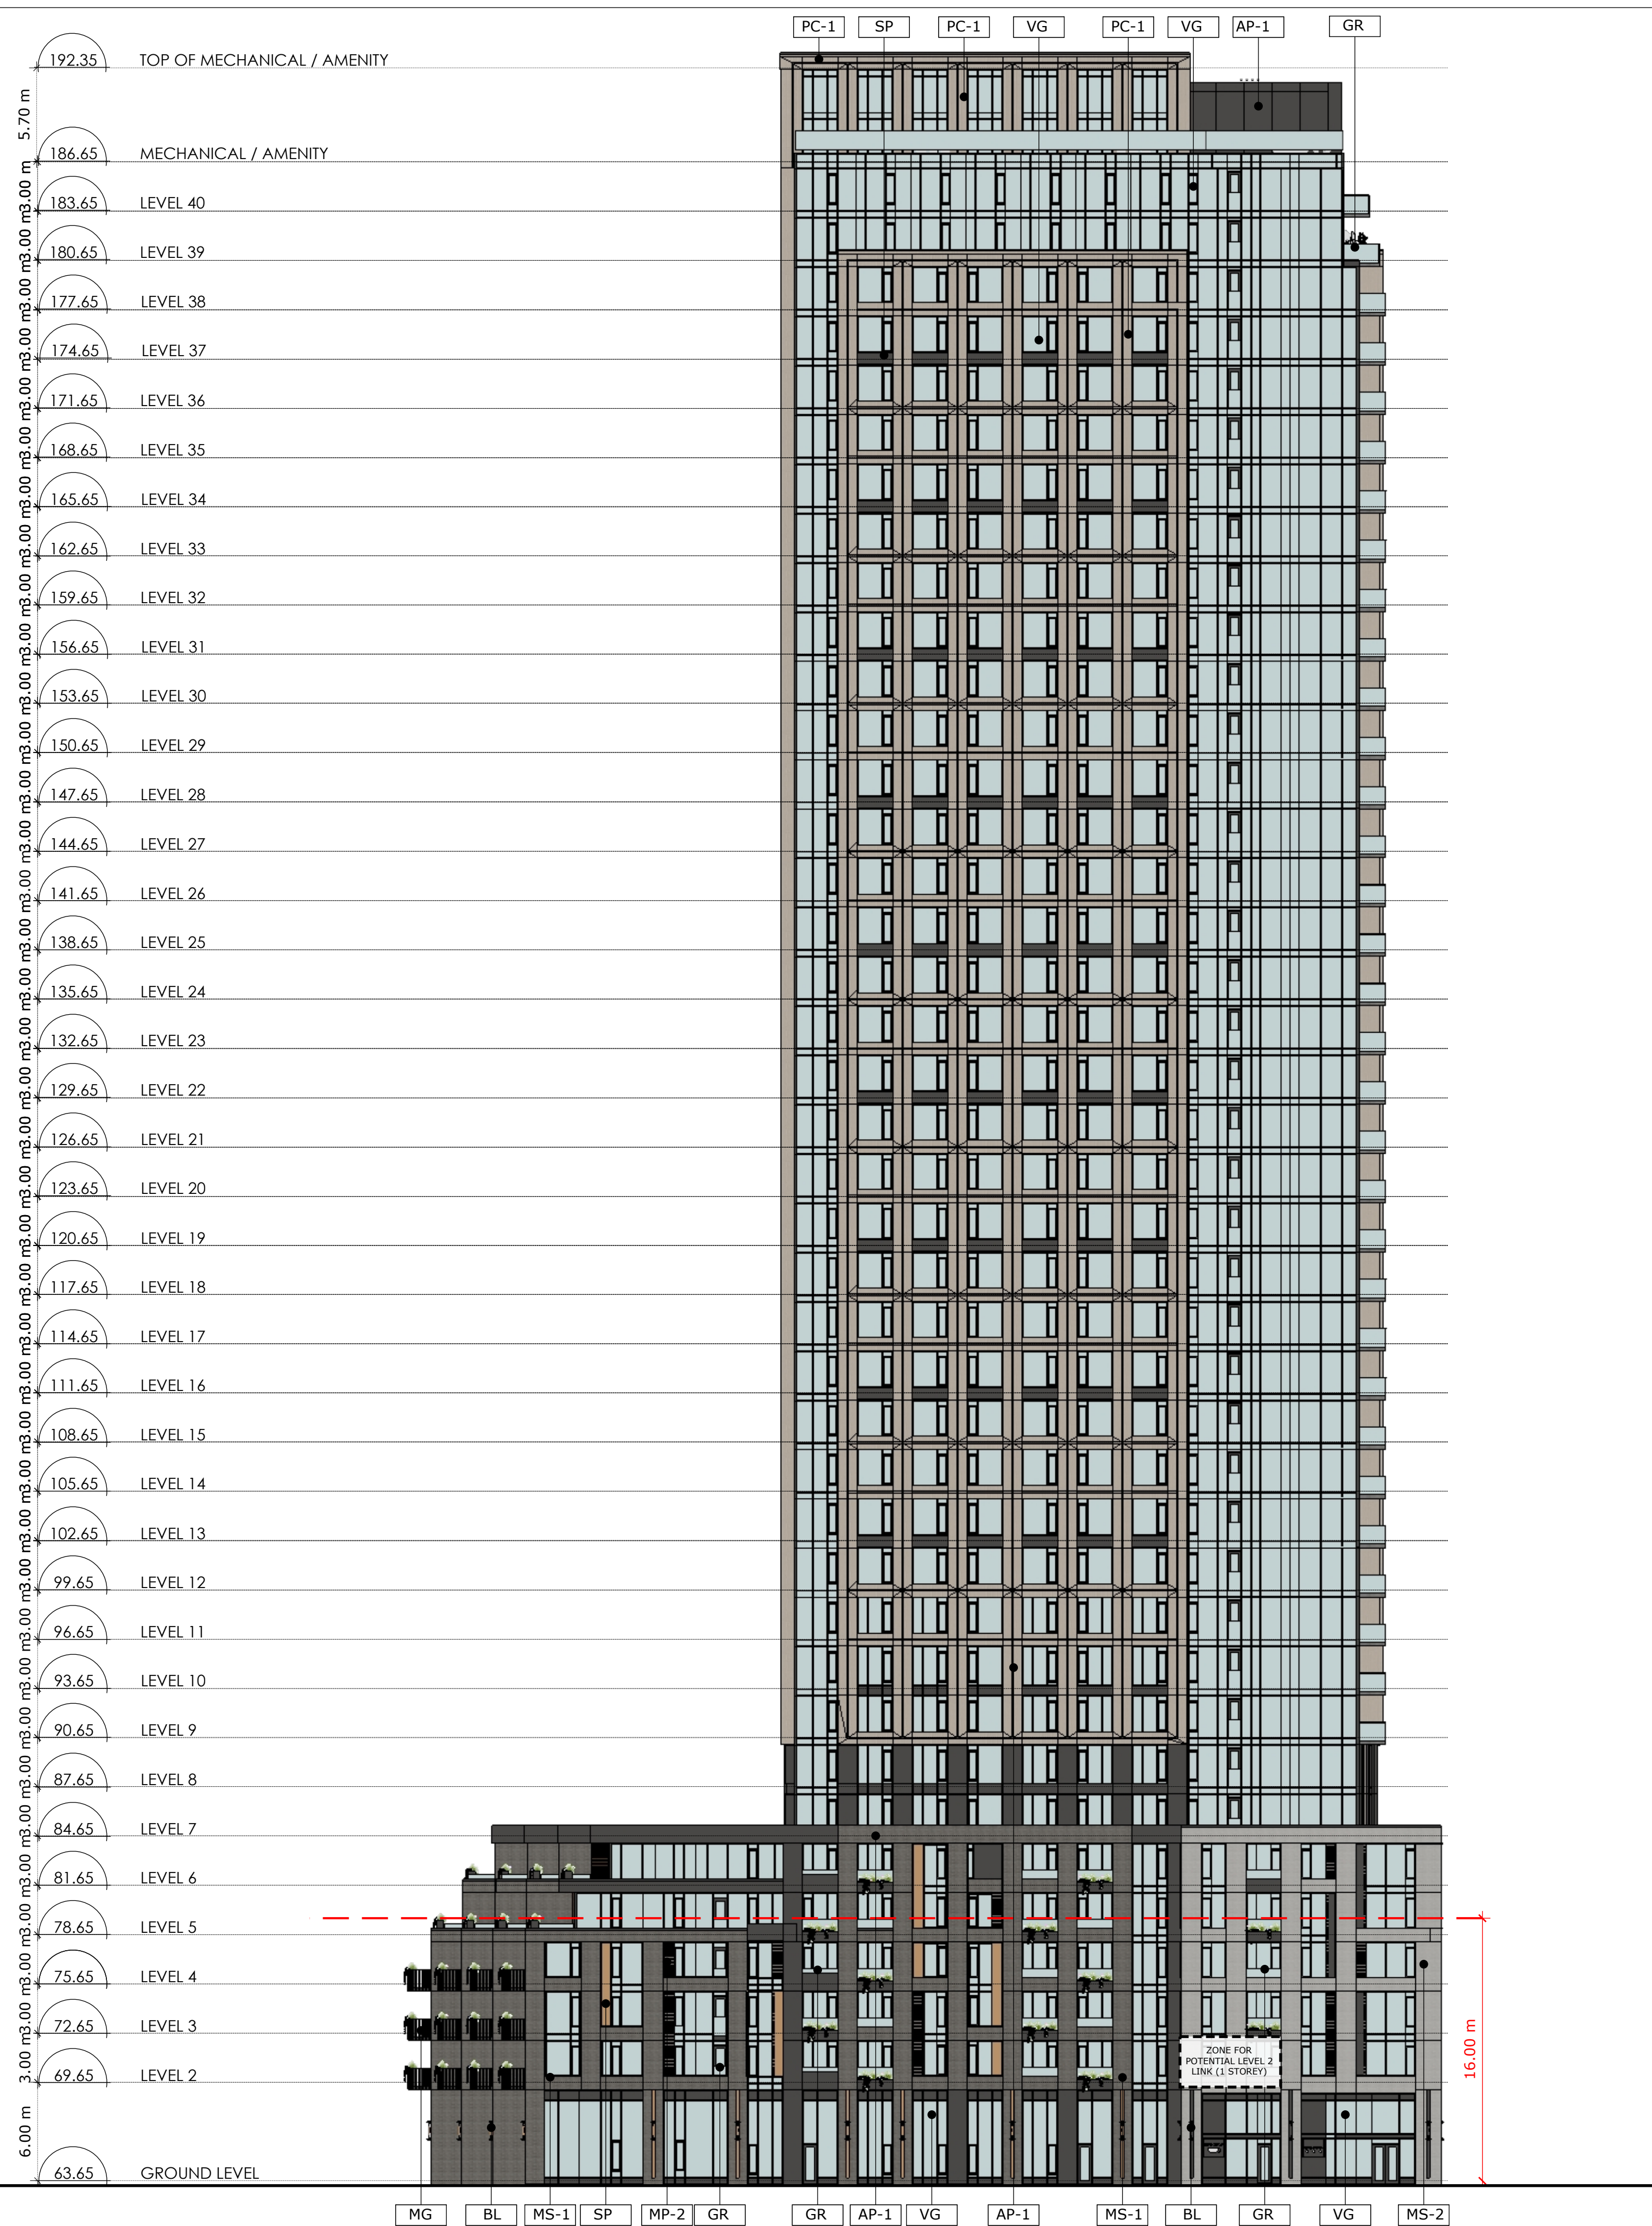 PC-1 SP PC-1 VG PC-1 VG AP-1 GR
192.35 TOP OF MECHANICAL / AMENITY
5.70 m
186.65 MECHANICAL / AMENITY
3.00 m
183.65 LEVEL 40
3.00 m
180.65 LEVEL 39
3.00 m
177.65 LEVEL 38
3.00 m
174.65 LEVEL 37
3.00 m
171.65 LEVEL 36
3.00 m
168.65 LEVEL 35
3.00 m
165.65 LEVEL 34
3.00 m
162.65 LEVEL 33
3.00 m
159.65 LEVEL 32
3.00 m
156.65 LEVEL 31
3.00 m
153.65 LEVEL 30
3.00 m
150.65 LEVEL 29
3.00 m
147.65 LEVEL 28
3.00 m
144.65 LEVEL 27
3.00 m
141.65 LEVEL 26
3.00 m
138.65 LEVEL 25
3.00 m
135.65 LEVEL 24
3.00 m
132.65 LEVEL 23
3.00 m
129.65 LEVEL 22
3.00 m
126.65 LEVEL 21
3.00 m
123.65 LEVEL 20
3.00 m
120.65 LEVEL 19
3.00 m
117.65 LEVEL 18
3.00 m
114.65 LEVEL 17
3.00 m
111.65 LEVEL 16
3.00 m
108.65 LEVEL 15
3.00 m
105.65 LEVEL 14
3.00 m
102.65 LEVEL 13
3.00 m
99.65 LEVEL 12
3.00 m
96.65 LEVEL 11
3.00 m
93.65 LEVEL 10
3.00 m
90.65 LEVEL 9
3.00 m
87.65 LEVEL 8
3.00 m
84.65 LEVEL 7
3.00 m
81.65 LEVEL 6
3.00 m
78.65 LEVEL 5
3.00 m
75.65 LEVEL 4
3.00 m
72.65 LEVEL 3
3.00 m
69.65 LEVEL 2
6.00 m
63.65 GROUND LEVEL
ZONE FOR
POTENTIAL LEVEL 2
LINK (1 STOREY)
16.00 m
MG BL MS-1 SP MP-2 GR GR AP-1 VG AP-1 MS-1 BL GR VG MS-2